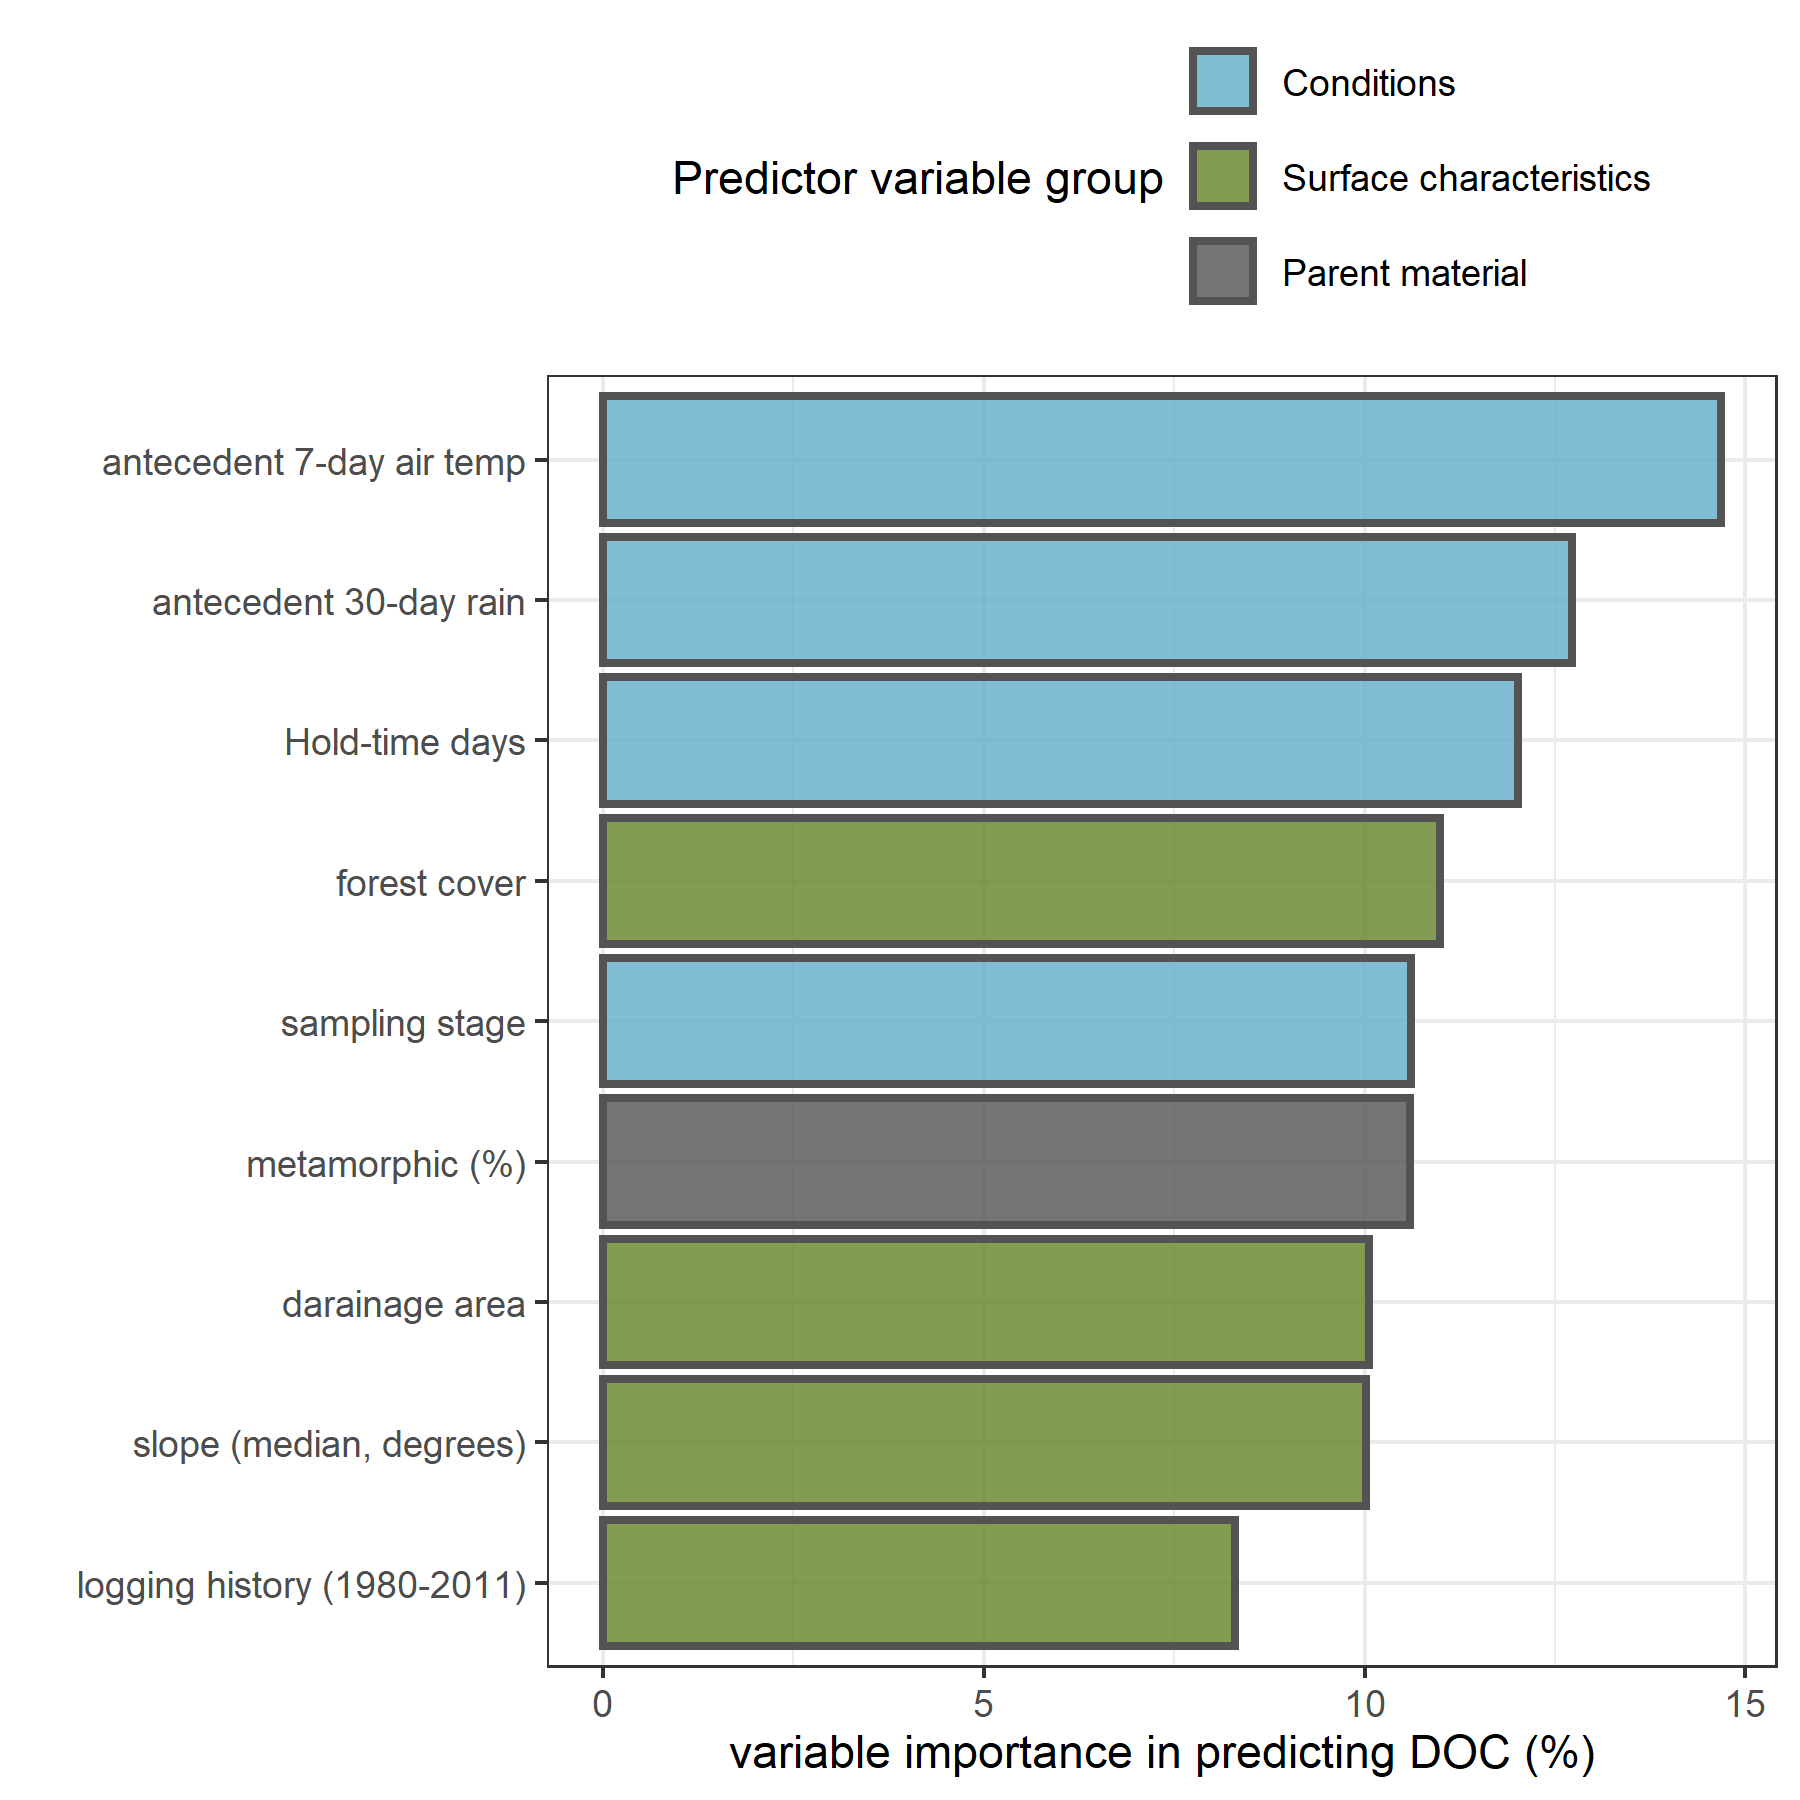 Predictor variable group
Conditions
Surface characteristics
Parent material
antecedent 7-day air temp
antecedent 30-day rain
Hold-time days
forest cover
sampling stage
metamorphic (%)
darainage area
slope (median, degrees)
logging history (1980-2011)
0 5 10 15
variable importance in predicting DOC (%)